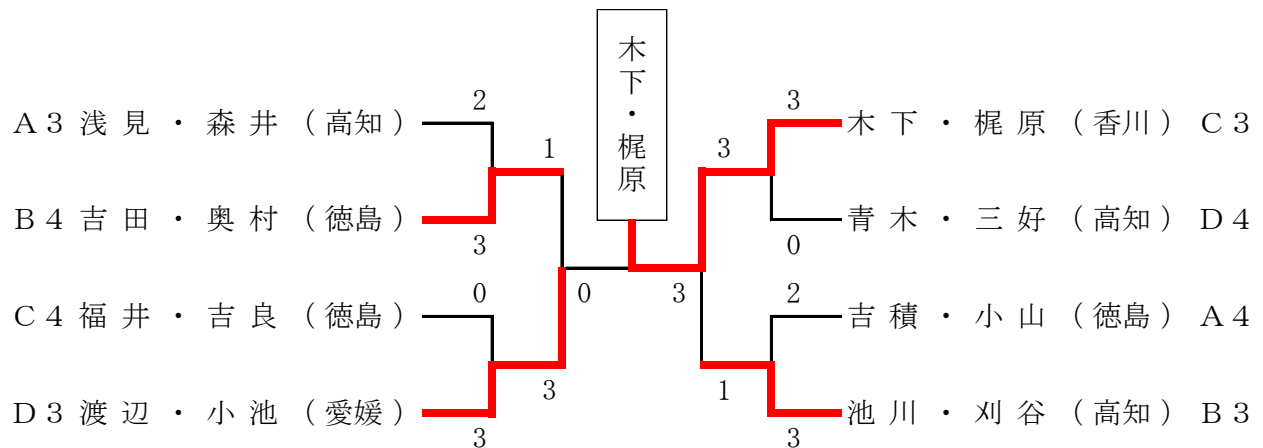 木下・梶原
2
3
A3 浅見・森井（高知）
木下・梶原（香川） C3
1
3
B4 吉田・奥村（徳島）
青木・三好（高知） D4
3
0
0
0
3
2
C4 福井・吉良（徳島）
吉積・小山（徳島） A4
3
1
D3 渡辺・小池（愛媛）
池川・刈谷（高知） B3
3
3